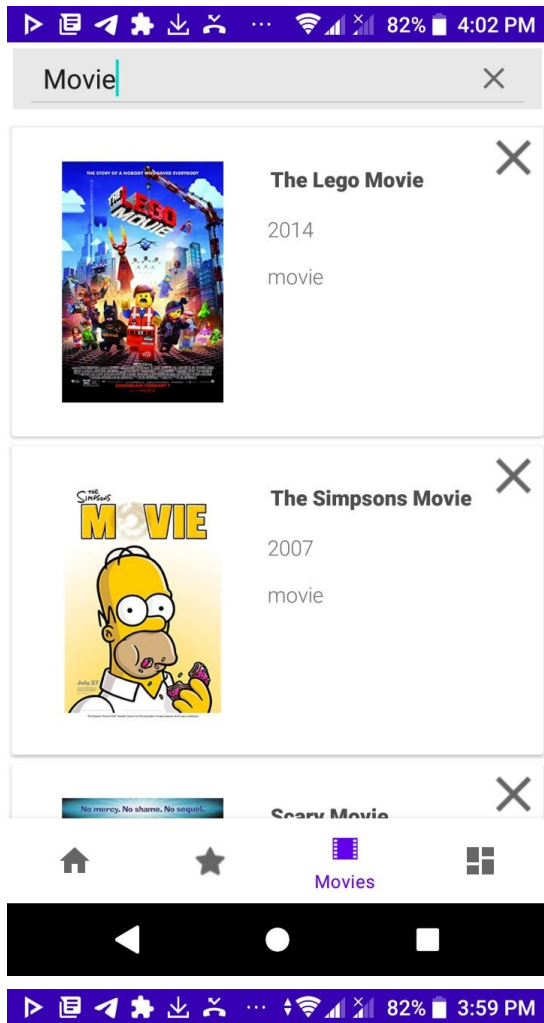 82% 4:02 PM
Movie
THE STORY OF A NOBODY WHO SAVED EVERYBODY
THE LEGO MOVIE
The Lego Movie
2014
movie
THE SIMPSONS MOVIE
July 27
The Simpsons Movie
2007
movie
No mercy. No shame. No sequel.
Scary Movie
Movies
82% 3:59 PM